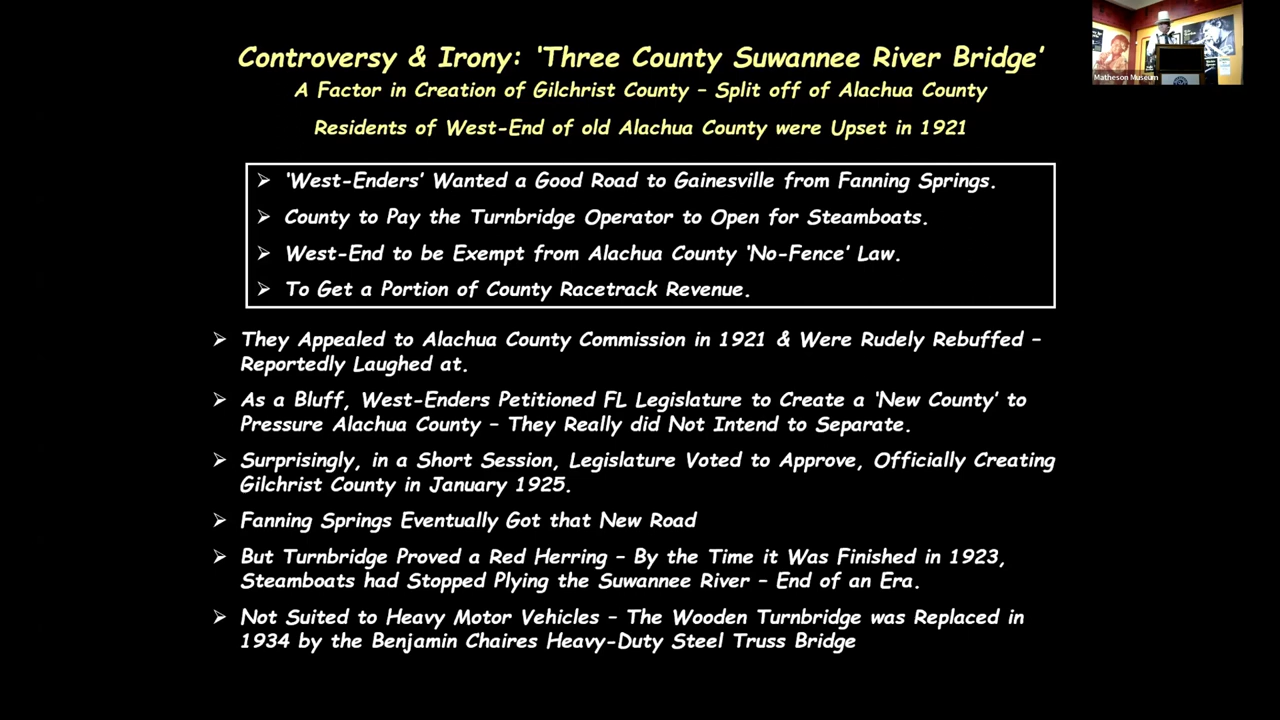 Controversy & Irony: 'Three County Suwannee River Bridge'
A Factor in Creation of Gilchrist County – Split off of Alachua County
Residents of West-End of old Alachua County were Upset in 1921
➢ 'West-Enders' Wanted a Good Road to Gainesville from Fanning Springs.
➢ County to Pay the Turnbridge Operator to Open for Steamboats.
➢ West-End to be Exempt from Alachua County 'No-Fence' Law.
➢ To Get a Portion of County Racetrack Revenue.
➢ They Appealed to Alachua County Commission in 1921 & Were Rudely Rebuffed –
Reportedly Laughed at.
➢ As a Bluff, West-Enders Petitioned FL Legislature to Create a 'New County' to
Pressure Alachua County – They Really did Not Intend to Separate.
➢ Surprisingly, in a Short Session, Legislature Voted to Approve, Officially Creating
Gilchrist County in January 1925.
➢ Fanning Springs Eventually Got that New Road
➢ But Turnbridge Proved a Red Herring – By the Time it Was Finished in 1923,
Steamboats had Stopped Plying the Suwannee River – End of an Era.
➢ Not Suited to Heavy Motor Vehicles – The Wooden Turnbridge was Replaced in
1934 by the Benjamin Chaires Heavy-Duty Steel Truss Bridge
Matheson Museum